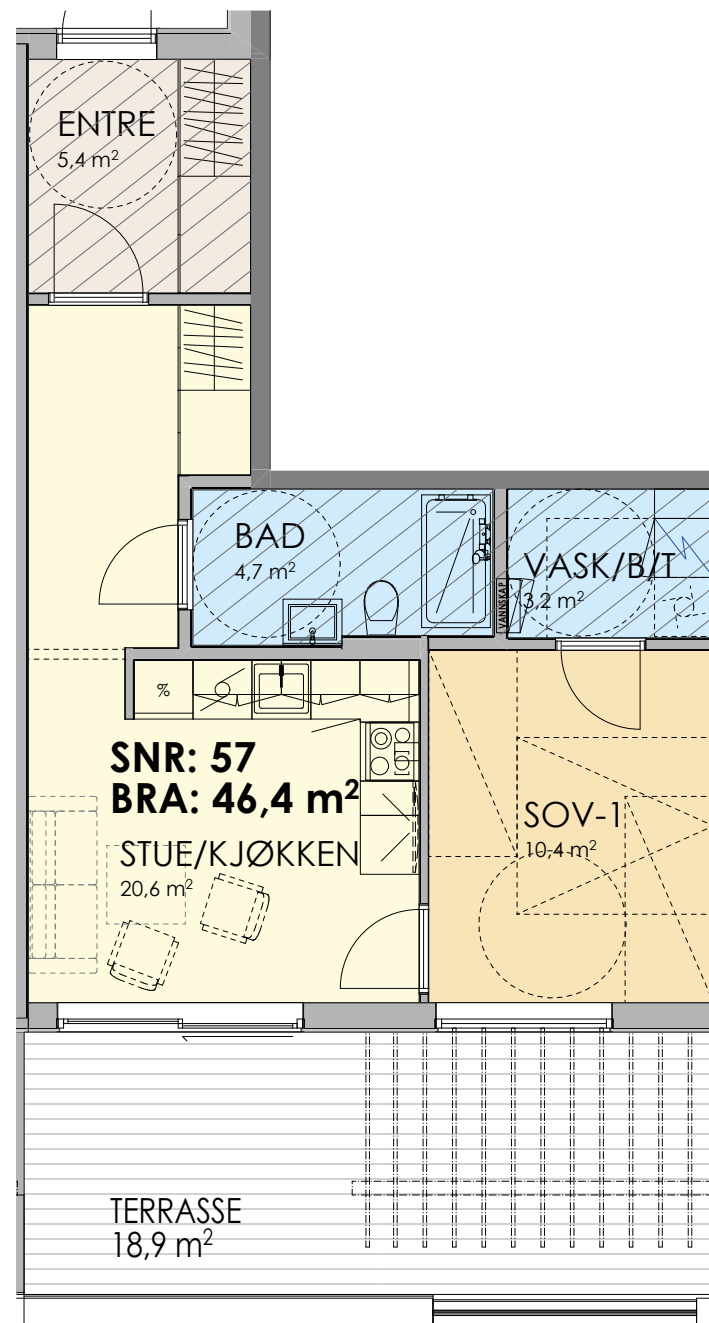 ENTRE
5,4 m²
BAD
4,7 m²
VASK/B/T
3,2 m²
VANNSKAP
%
SNR: 57
BRA: 46,4 m²
STUE/KJØKKEN
20,6 m²
SOV-1
10,4 m²
TERRASSE
18,9 m²